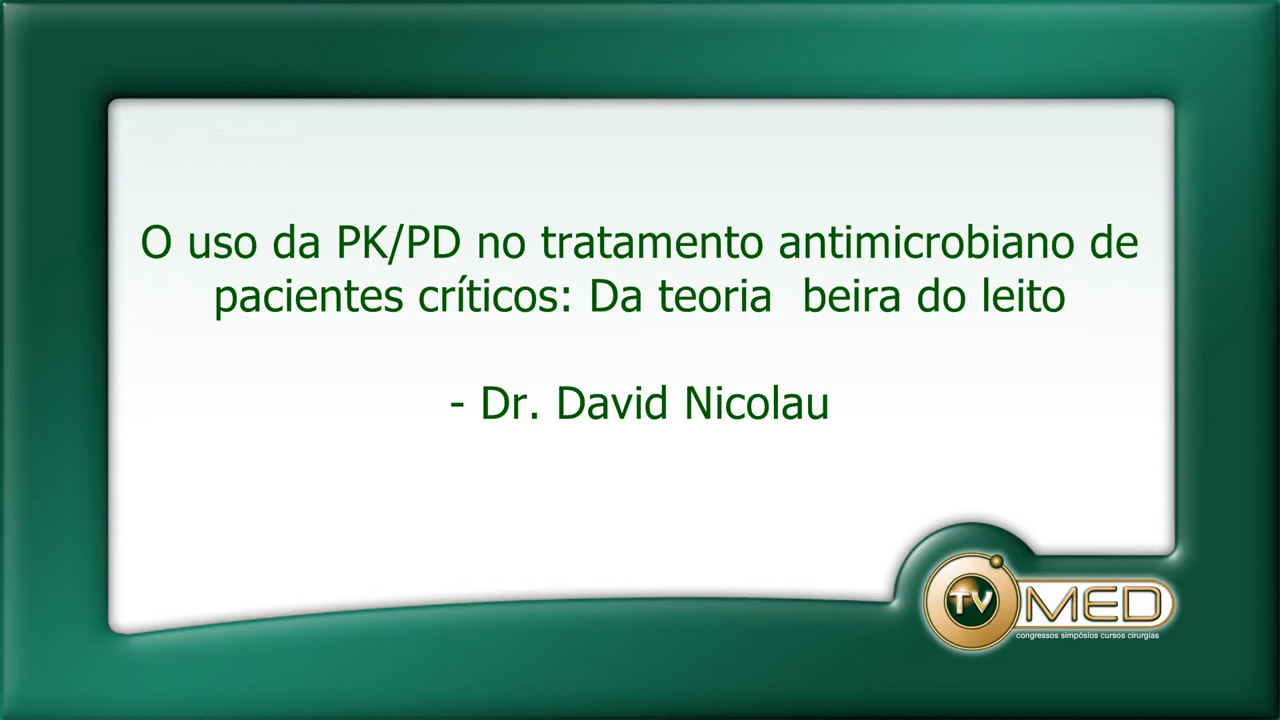 O uso da PK/PD no tratamento antimicrobiano de
pacientes críticos: Da teoria  beira do leito
- Dr. David Nicolau
TV MED
congressos simpósios cursos cirurgias